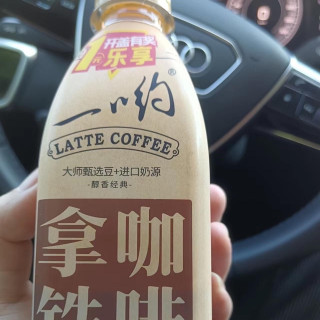 开盖有奖
1元乐享
一哟®
LATTE COFFEE
大师甄选豆+进口奶源
-醇香经典-
拿咖
铁啡